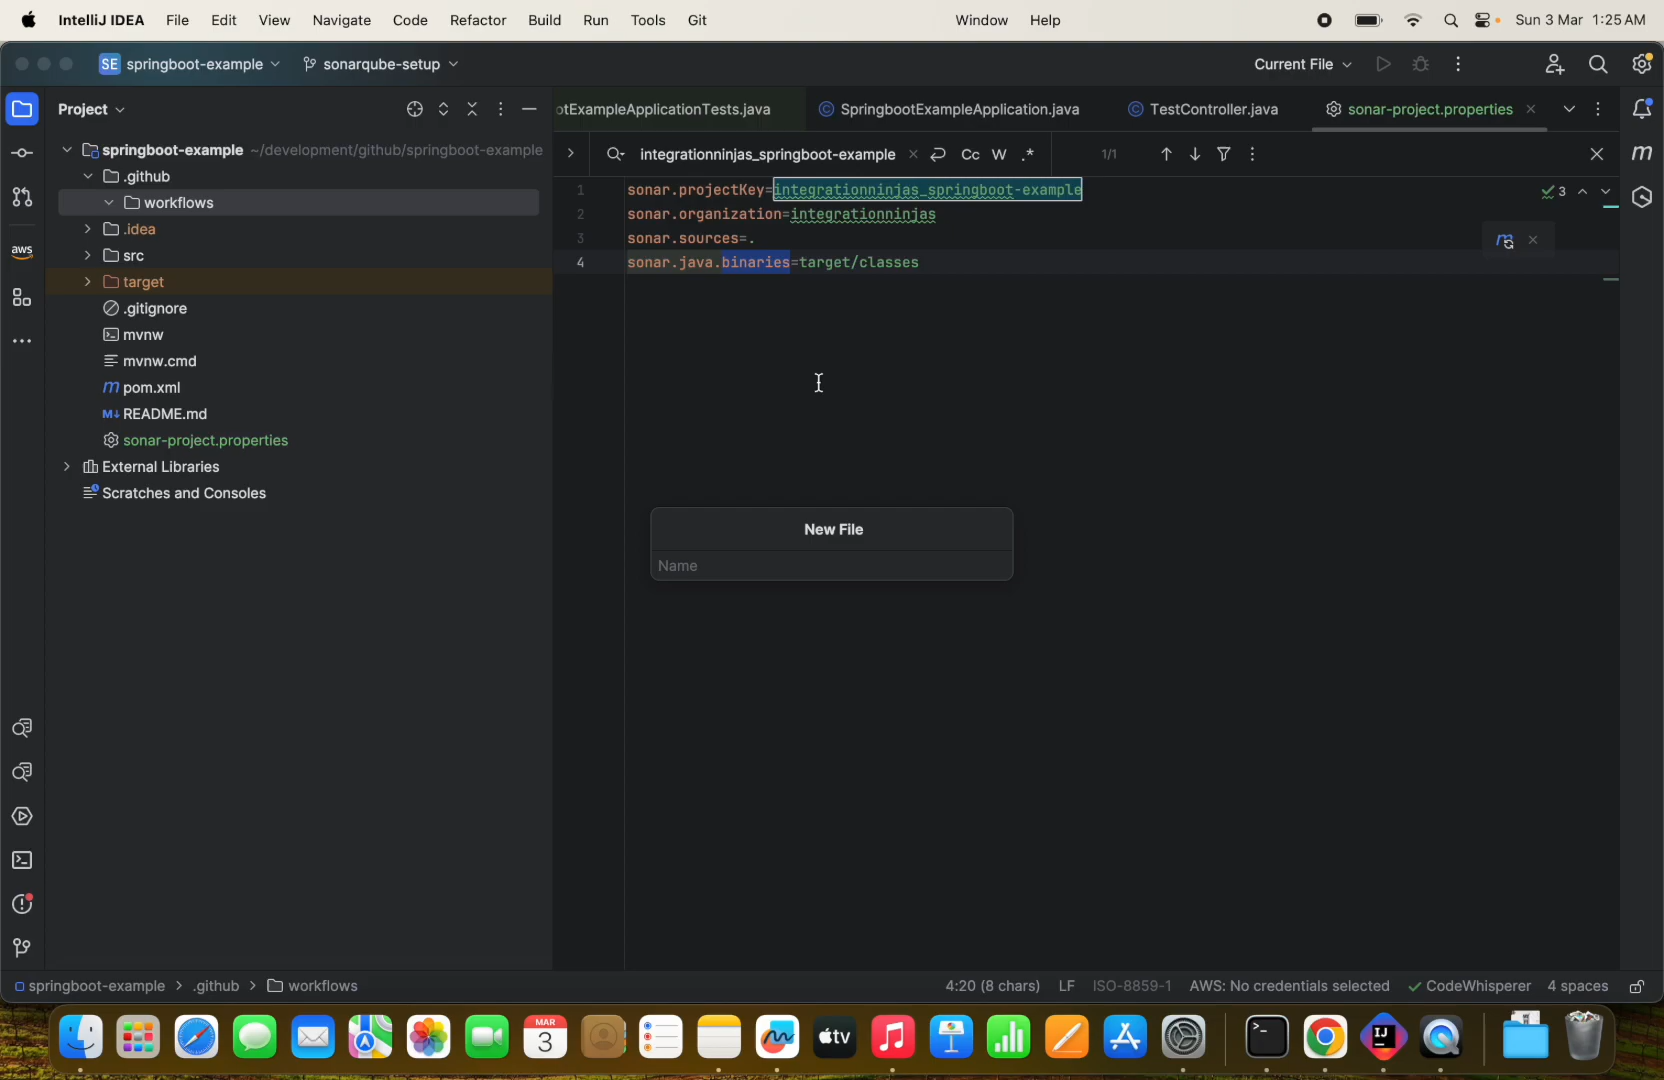 IntelliJ IDEA File Edit View Navigate Code Refactor Build Run Tools Git Window Help Sun 3 Mar 1:25 AM
SE springboot-example sonarqube-setup Current File
Project
otExampleApplicationTests.java SpringbootExampleApplication.java TestController.java sonar-project.properties
springboot-example ~/development/github/springboot-example
integrationninjas_springboot-example Cc W .* 1/1
.github
workflows
.idea
src
target
.gitignore
mvnw
mvnw.cmd
pom.xml
README.md
sonar-project.properties
External Libraries
Scratches and Consoles
aws
1 sonar.projectKey=integrationninjas_springboot-example
2 sonar.organization=integrationninjas
3 sonar.sources=.
4 sonar.java.binaries=target/classes
3
New File
Name
springboot-example > .github > workflows 4:20 (8 chars) LF ISO-8859-1 AWS: No credentials selected CodeWhisperer 4 spaces
MAR
3
tv
IJ